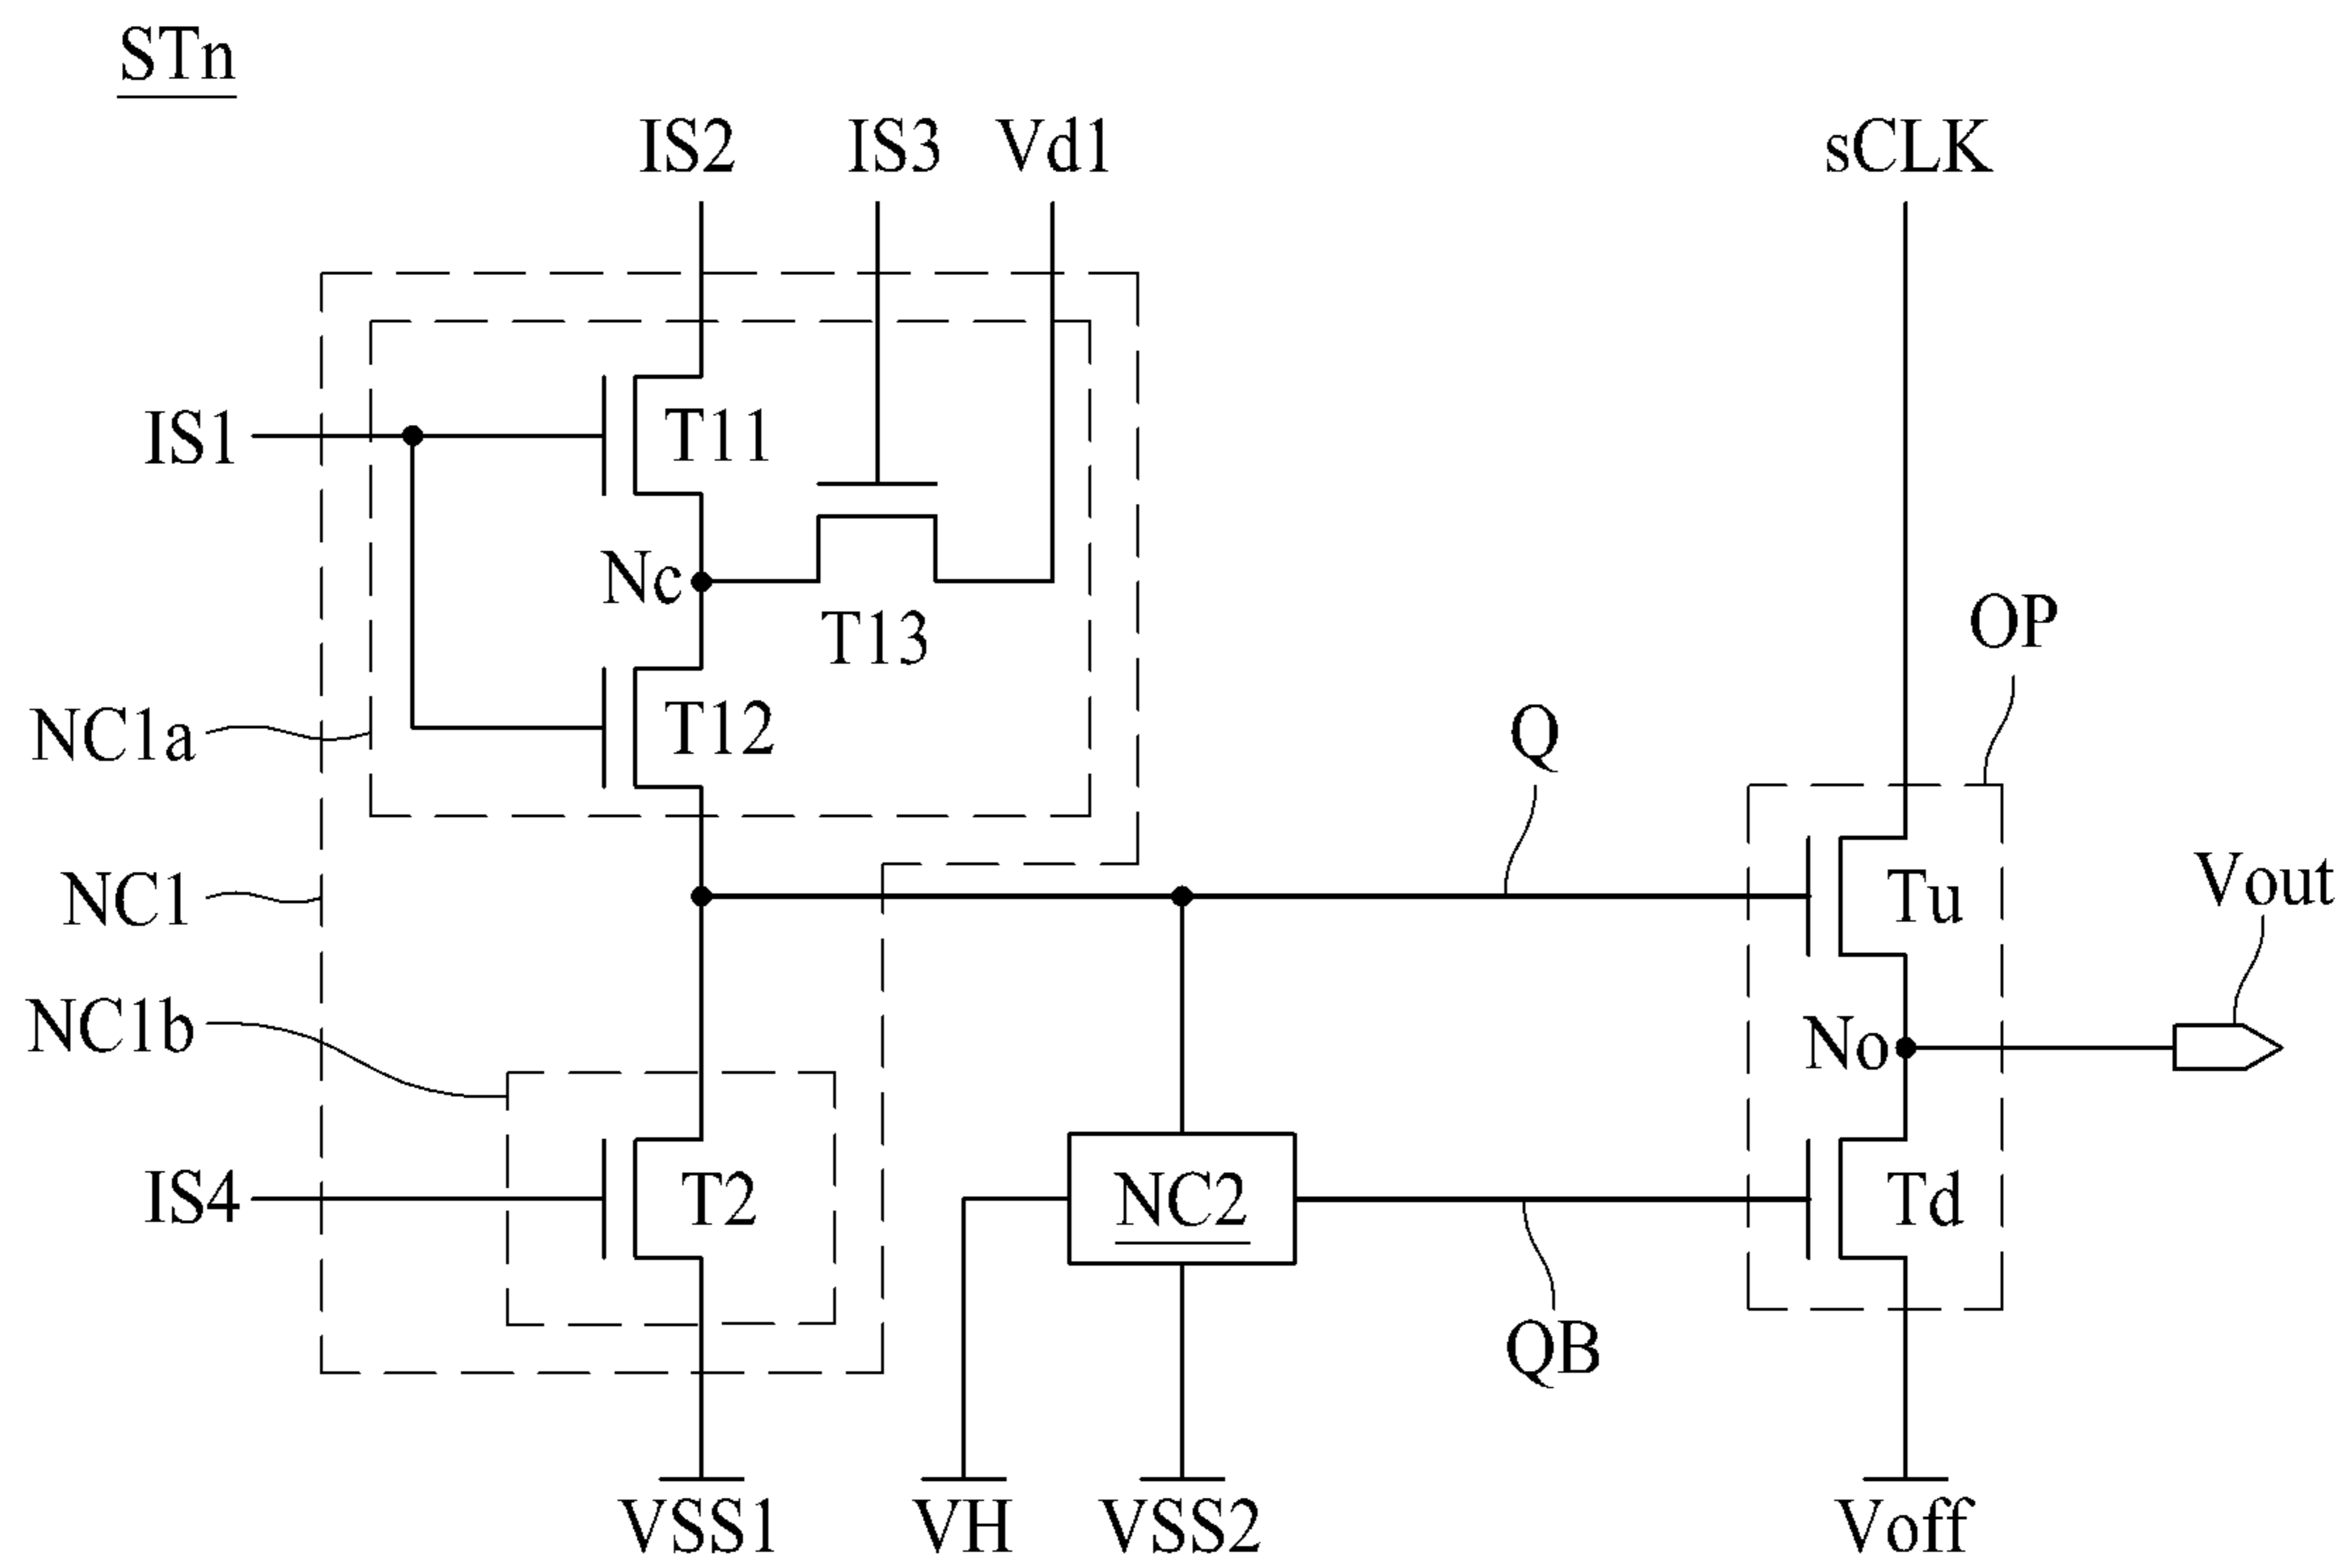 STn
IS2 IS3 Vd1 sCLK
IS1
T11
Nc
T13
OP
NC1a
T12
Q
NC1
Tu
Vout
NC1b
No
IS4
T2
NC2
Td
QB
VSS1 VH VSS2 Voff